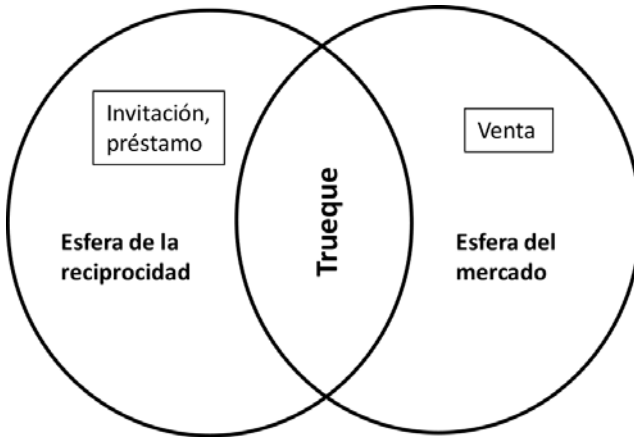 Invitación,
préstamo
Esfera de la
reciprocidad
Trueque
Venta
Esfera del
mercado